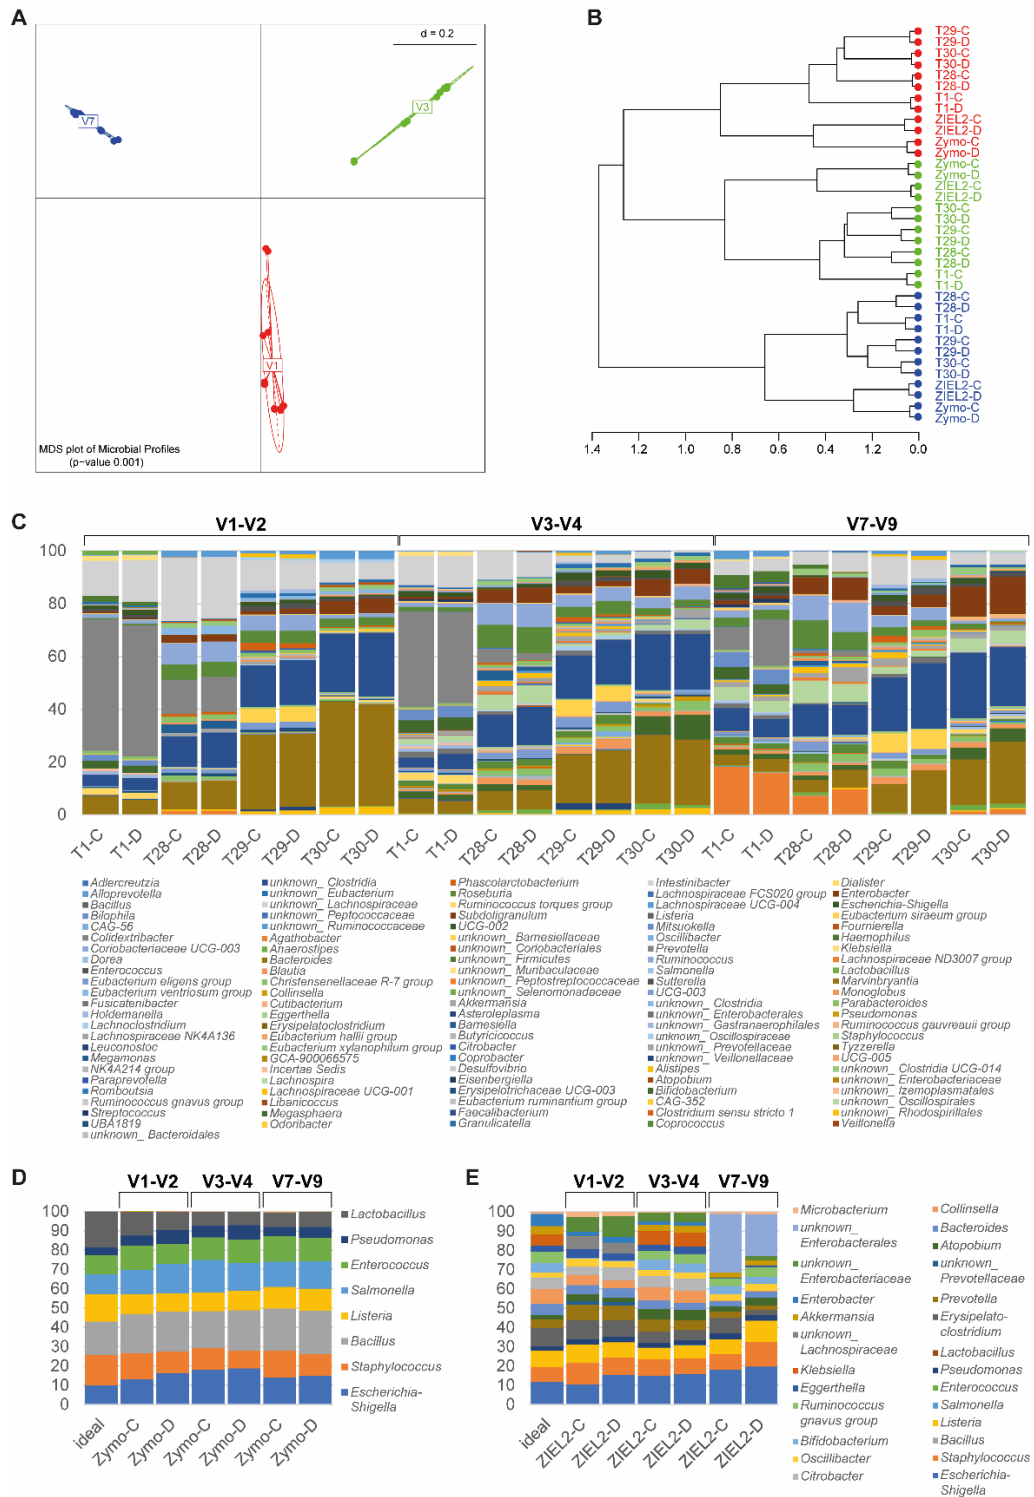 A
d = 0.2
V7
V3
V1
MDS plot of Microbial Profiles
(p−value 0.001)
B
T29-C
T29-D
T30-C
T30-D
T28-C
T28-D
T1-C
T1-D
ZIEL2-C
ZIEL2-D
Zymo-C
Zymo-D
Zymo-C
Zymo-D
ZIEL2-C
ZIEL2-D
T30-C
T30-D
T29-C
T29-D
T28-C
T28-D
T1-C
T1-D
T28-C
T28-D
T1-C
T1-D
T29-C
T29-D
T30-C
T30-D
ZIEL2-C
ZIEL2-D
Zymo-C
Zymo-D
1.4 1.0 0.8 0.6 0.4 1.2 0.0
C
V1-V2 V3-V4 V7-V9
100
80
60
40
20
0
T1-C T1-D T28-C T28-D T29-C T29-D T30-C T30-D T1-C T1-D T28-C T28-D T29-C T29-D T30-C T30-D T1-C T1-D T28-C T28-D T29-C T29-D T30-C T30-D
Adlercreutzia
Alloprevotella
Bacillus
Bilophila
CAG-56
Colidextribacter
Coriobacteriaceae UCG-003
Dorea
Enterococcus
Eubacterium eligens group
Eubacterium ventriosum group
Fusicatenibacter
Holdemanella
Lachnoclostridium
Lachnospiraceae NK4A136
Leuconostoc
Megamonas
NK4A214 group
Paraprevotella
Romboutsia
Ruminococcus gnavus group
Streptococcus
UBA1819
unknown_ Bacteroidales
unknown_ Clostridia
unknown_ Eubacterium
unknown_ Lachnospiraceae
unknown_ Peptococcaceae
unknown_ Ruminococcaceae
Agathobacter
Anaerostipes
Bacteroides
Blautia
Christensenellaceae R-7 group
Collinsella
Cutibacterium
Eggerthella
Erysipelatoclostridium
Eubacterium hallii group
Eubacterium xylanophilum group
GCA-900066575
Incertae Sedis
Lachnospira
Lachnospiraceae UCG-001
Libanicoccus
Megasphaera
Odoribacter
Phascolarctobacterium
Roseburia
Ruminococcus torques group
Subdoligranulum
UCG-002
unknown_ Barnesiellaceae
unknown_ Coriobacteriales
unknown_ Firmicutes
unknown_ Muribaculaceae
unknown_ Peptostreptococcaceae
unknown_ Selenomonadaceae
Akkermansia
Asteroleplasma
Barnesiella
Butyricicoccus
Citrobacter
Coprobacter
Desulfovibrio
Eisenbergiella
Erysipelotrichaceae UCG-003
Eubacterium ruminantium group
Faecalibacterium
Granulicatella
Intestinibacter
Lachnospiraceae FCS020 group
Lachnospiraceae UCG-004
Listeria
Mitsuokella
Oscillibacter
Prevotella
Ruminococcus
Salmonella
Sutterella
UCG-003
unknown_ Clostridia
unknown_ Enterobacterales
unknown_ Gastranaerophilales
unknown_ Oscillospiraceae
unknown_ Prevotellaceae
unknown_ Veillonellaceae
Alistipes
Atopobium
Bifidobacterium
CAG-352
Clostridium sensu stricto 1
Coprococcus
Dialister
Enterobacter
Escherichia-Shigella
Eubacterium siraeum group
Fournierella
Haemophilus
Klebsiella
Lachnospiraceae ND3007 group
Lactobacillus
Marvinbryantia
Monoglobus
Parabacteroides
Pseudomonas
Ruminococcus gauvreauii group
Staphylococcus
Tyzzerella
UCG-005
unknown_ Clostridia UCG-014
unknown_ Enterobacteriaceae
unknown_ Izemoplasmatales
unknown_ Oscillospirales
unknown_ Rhodospirillales
Veillonella
D
V1-V2 V3-V4 V7-V9
100
90
80
70
60
50
40
30
20
10
0
ideal Zymo-C Zymo-D Zymo-C Zymo-D Zymo-C Zymo-D
Lactobacillus
Pseudomonas
Enterococcus
Salmonella
Listeria
Bacillus
Staphylococcus
Escherichia-
Shigella
E
V1-V2 V3-V4 V7-V9
100
90
80
70
60
50
40
30
20
10
0
ideal ZIEL2-C ZIEL2-D ZIEL2-C ZIEL2-D ZIEL2-C ZIEL2-D
Microbacterium
unknown_
Enterobacterales
unknown_
Enterobacteriaceae
Enterobacter
Akkermansia
unknown_
Lachnospiraceae
Klebsiella
Eggerthella
Ruminococcus
gnavus group
Bifidobacterium
Oscillibacter
Citrobacter
Collinsella
Bacteroides
Atopobium
unknown_
Prevotellaceae
Prevotella
Erysipelato-
clostridium
Lactobacillus
Pseudomonas
Enterococcus
Salmonella
Listeria
Bacillus
Staphylococcus
Escherichia-
Shigella